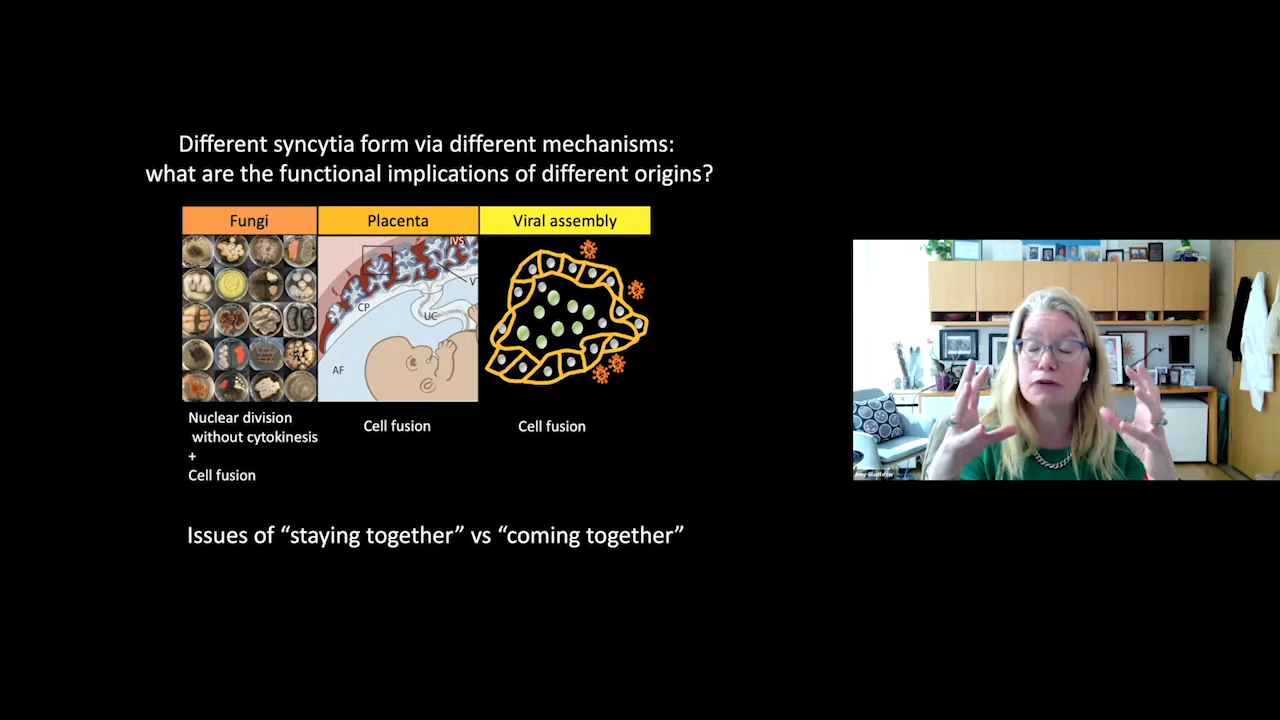 Different syncytia form via different mechanisms:
what are the functional implications of different origins?
Fungi
Placenta
Viral assembly
IVS
V
CP
UC
AF
Nuclear division
without cytokinesis
+
Cell fusion
Cell fusion
Cell fusion
Issues of “staying together” vs “coming together”
Amy Gladfelter